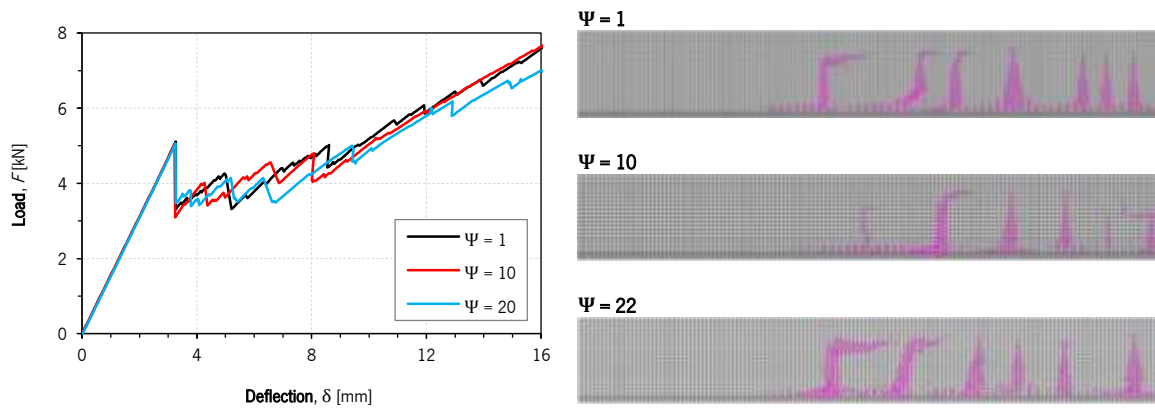 8
6
4
2
0
Load, F [kN]
0 4 8 12 16
Deflection, δ [mm]
Ψ = 1
Ψ = 10
Ψ = 20
Ψ = 1
Ψ = 10
Ψ = 22